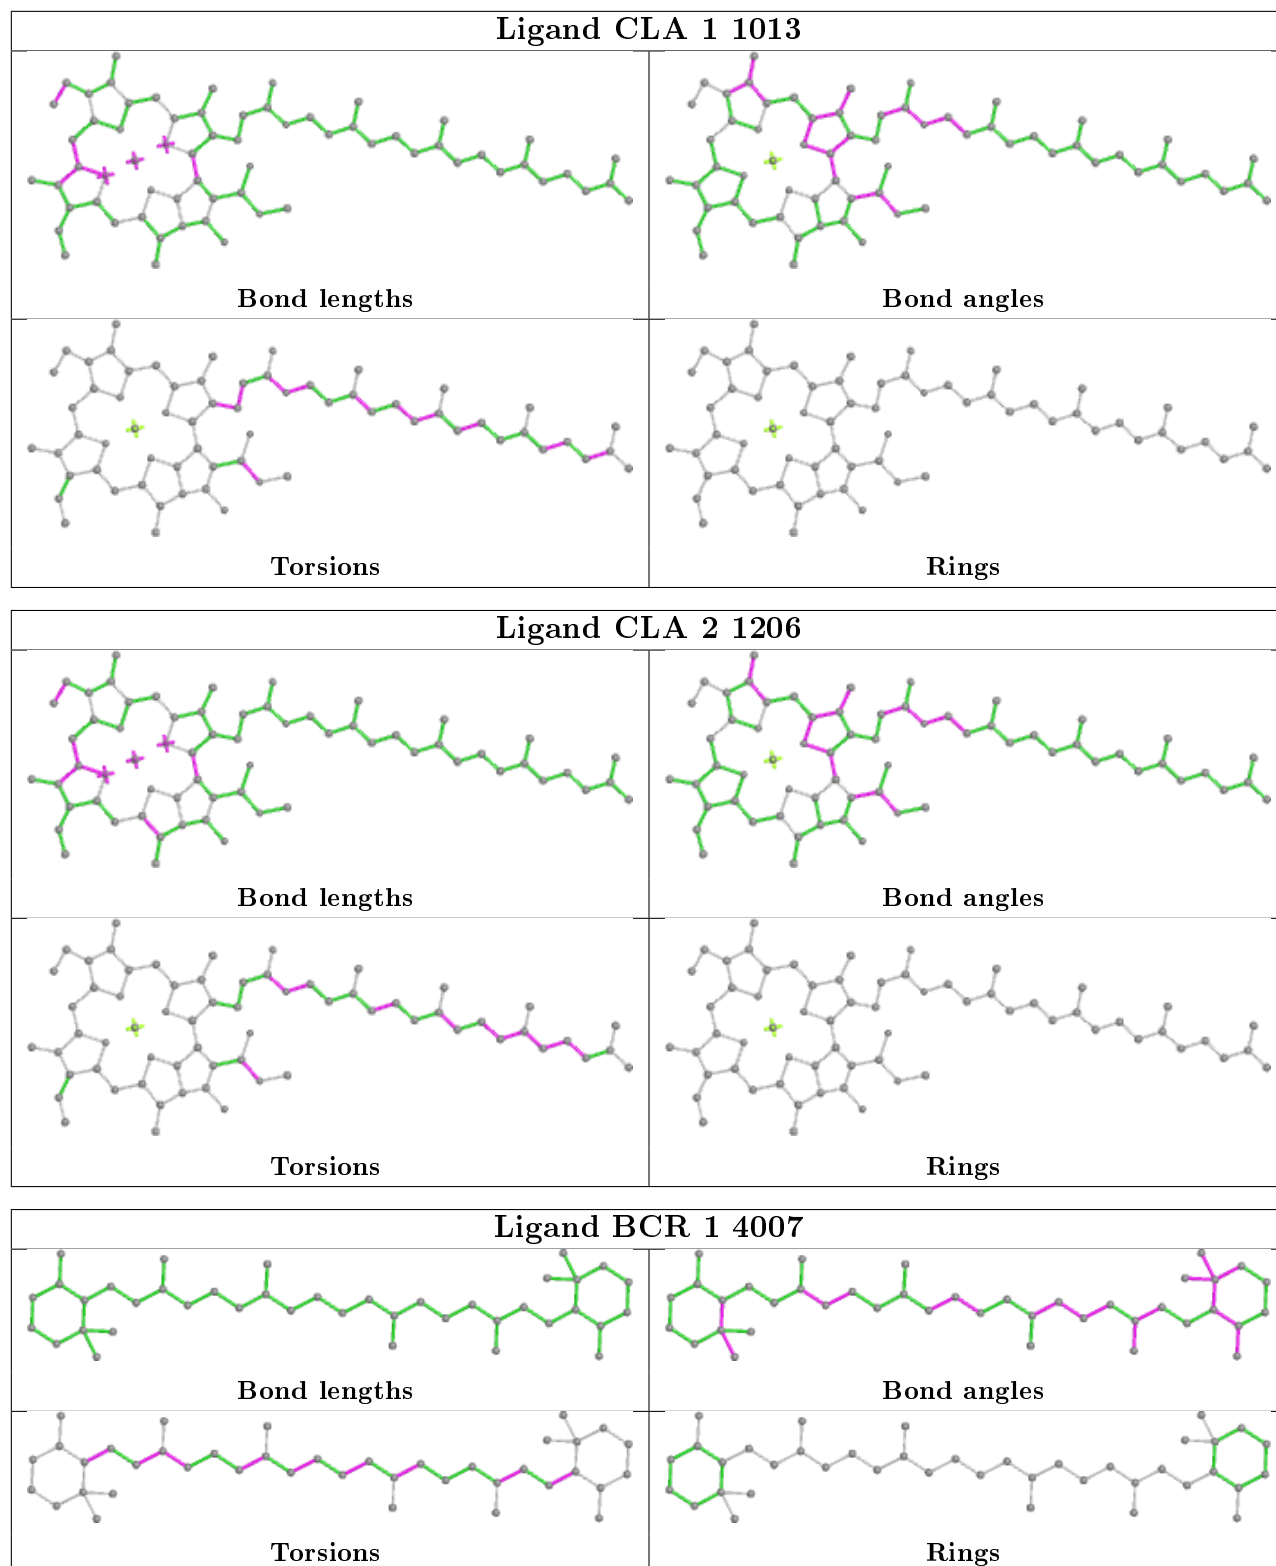 Ligand CLA 1 1013
Bond lengths
Bond angles
Torsions
Rings
Ligand CLA 2 1206
Bond lengths
Bond angles
Torsions
Rings
Ligand BCR 1 4007
Bond lengths
Bond angles
Torsions
Rings